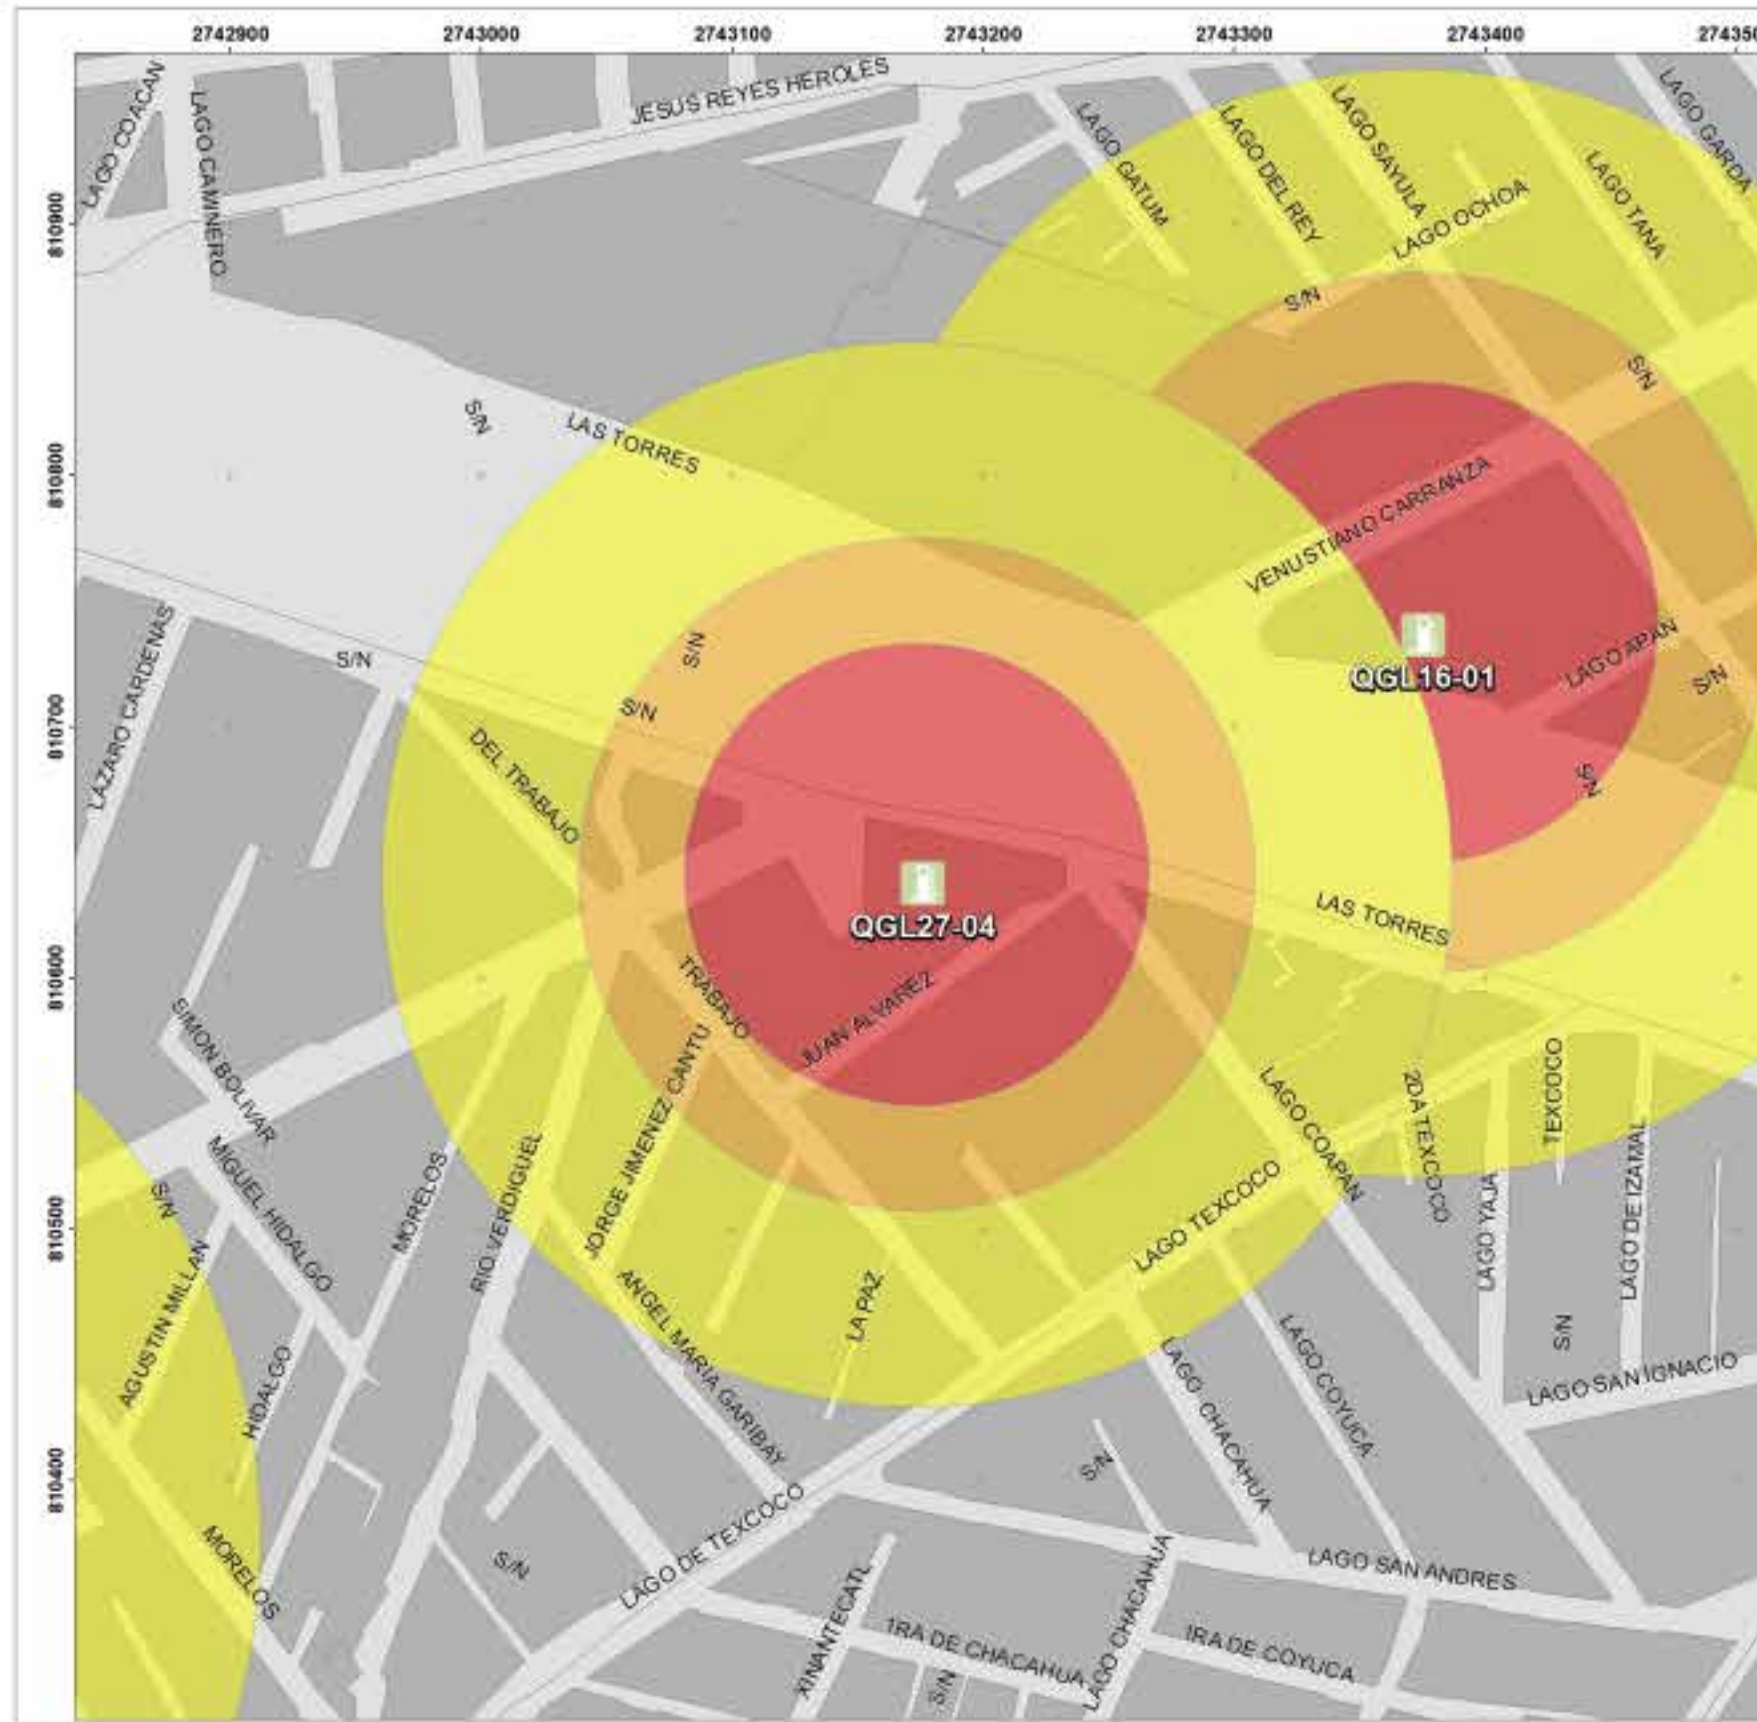 2742900
2743000
2743100
2743200
2743300
2743400
274350
JESUS REYES HEROLES
LAGO COACAN
LAGO CAMINERO
LAGO GATUM
LAGO DEL REY
LAGO SAYULA
LAGO OCHOA
LAGO TANA
LAGO GARDA
810900
S/N
S/N
S/N
LAS TORRES
810800
VENUSTIANO CARRANZA
LAZARO CARDENAS
S/N
S/N
S/N
QGL16-01
LAGO APAN
S/N
S/N
810700
DEL TRABAJO
QGL27-04
LAS TORRES
810600
TRABAJO
JUAN ALVAREZ
SIMON BOLIVAR
MIGUEL HIDALGO
S/N
MORELOS
RIO VERDIGUEL
JORGE JIMENEZ CANTU
LAGO COAPAN
2DA TEXCOCO
TEXCOCO
LAGO YAJA
LAGO DE IZAMAL
LAGO TEXCOCO
810500
AGUSTIN MILLAN
HIDALGO
ANGEL MARIA GARIBAY
LA PAZ
LAGO CHACAHUA
LAGO COYUCA
S/N
LAGO SAN IGNACIO
810400
S/N
MORELOS
S/N
LAGO DE TEXCOCO
LAGO SAN ANDRES
XINANTECATL
1RA DE CHACAHUA
LAGO CHACAHUA
1RA DE COYUCA
S/N